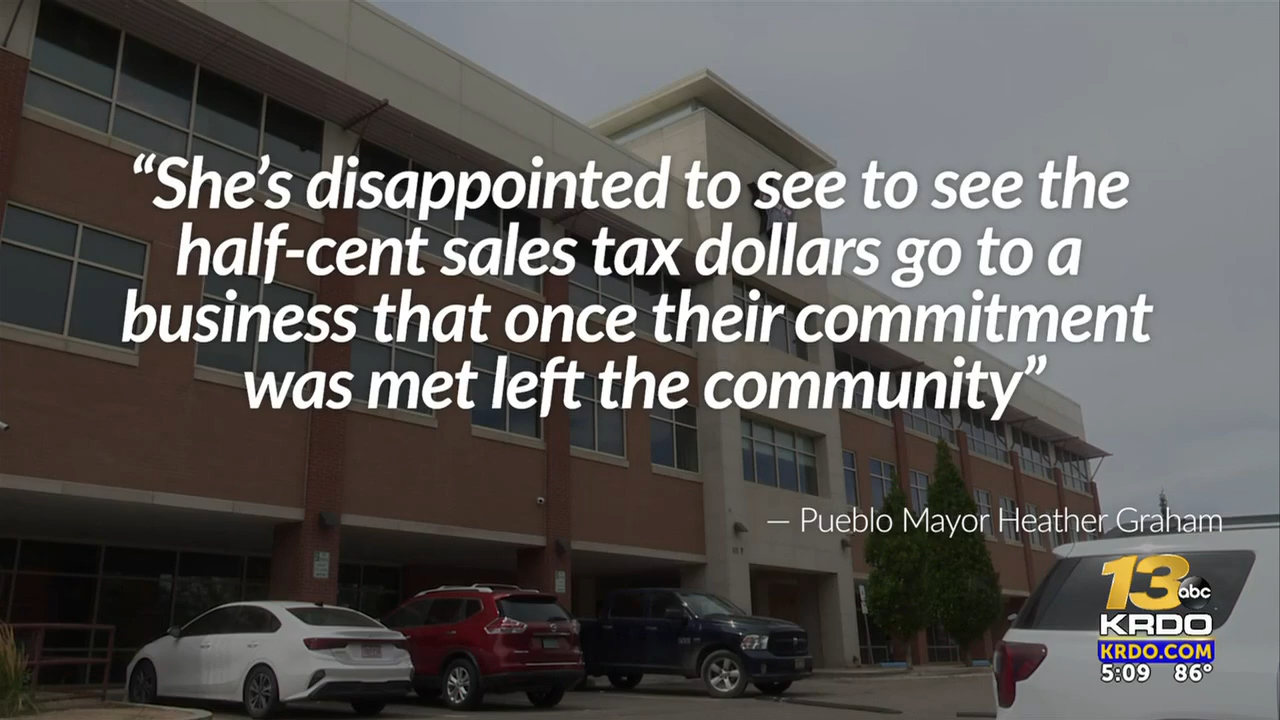 “She’s disappointed to see to see the
half-cent sales tax dollars go to a
business that once their commitment
was met left the community”
– Pueblo Mayor Heather Graham
13 abc
KRDO
KRDO.COM
5:09 86°